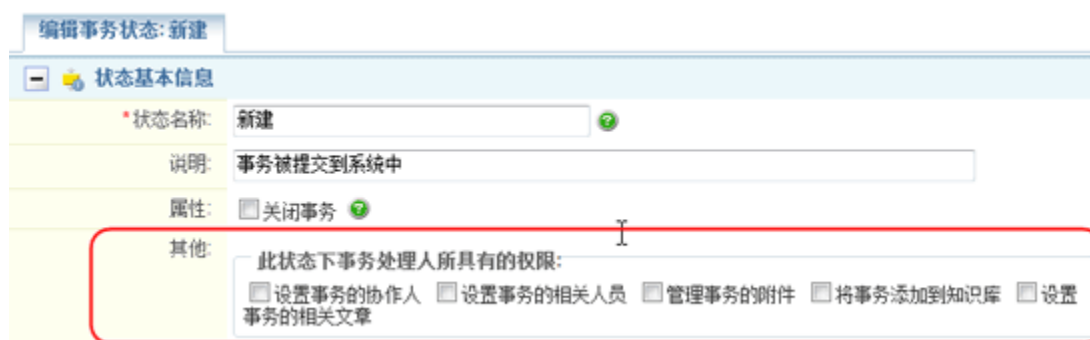 编辑事务状态: 新建
状态基本信息
*状态名称: 新建
说明: 事务被提交到系统中
属性: 关闭事务
其他:
此状态下事务处理人所具有的权限:
设置事务的协作人 设置事务的相关人员 管理事务的附件 将事务添加到知识库 设置
事务的相关文章